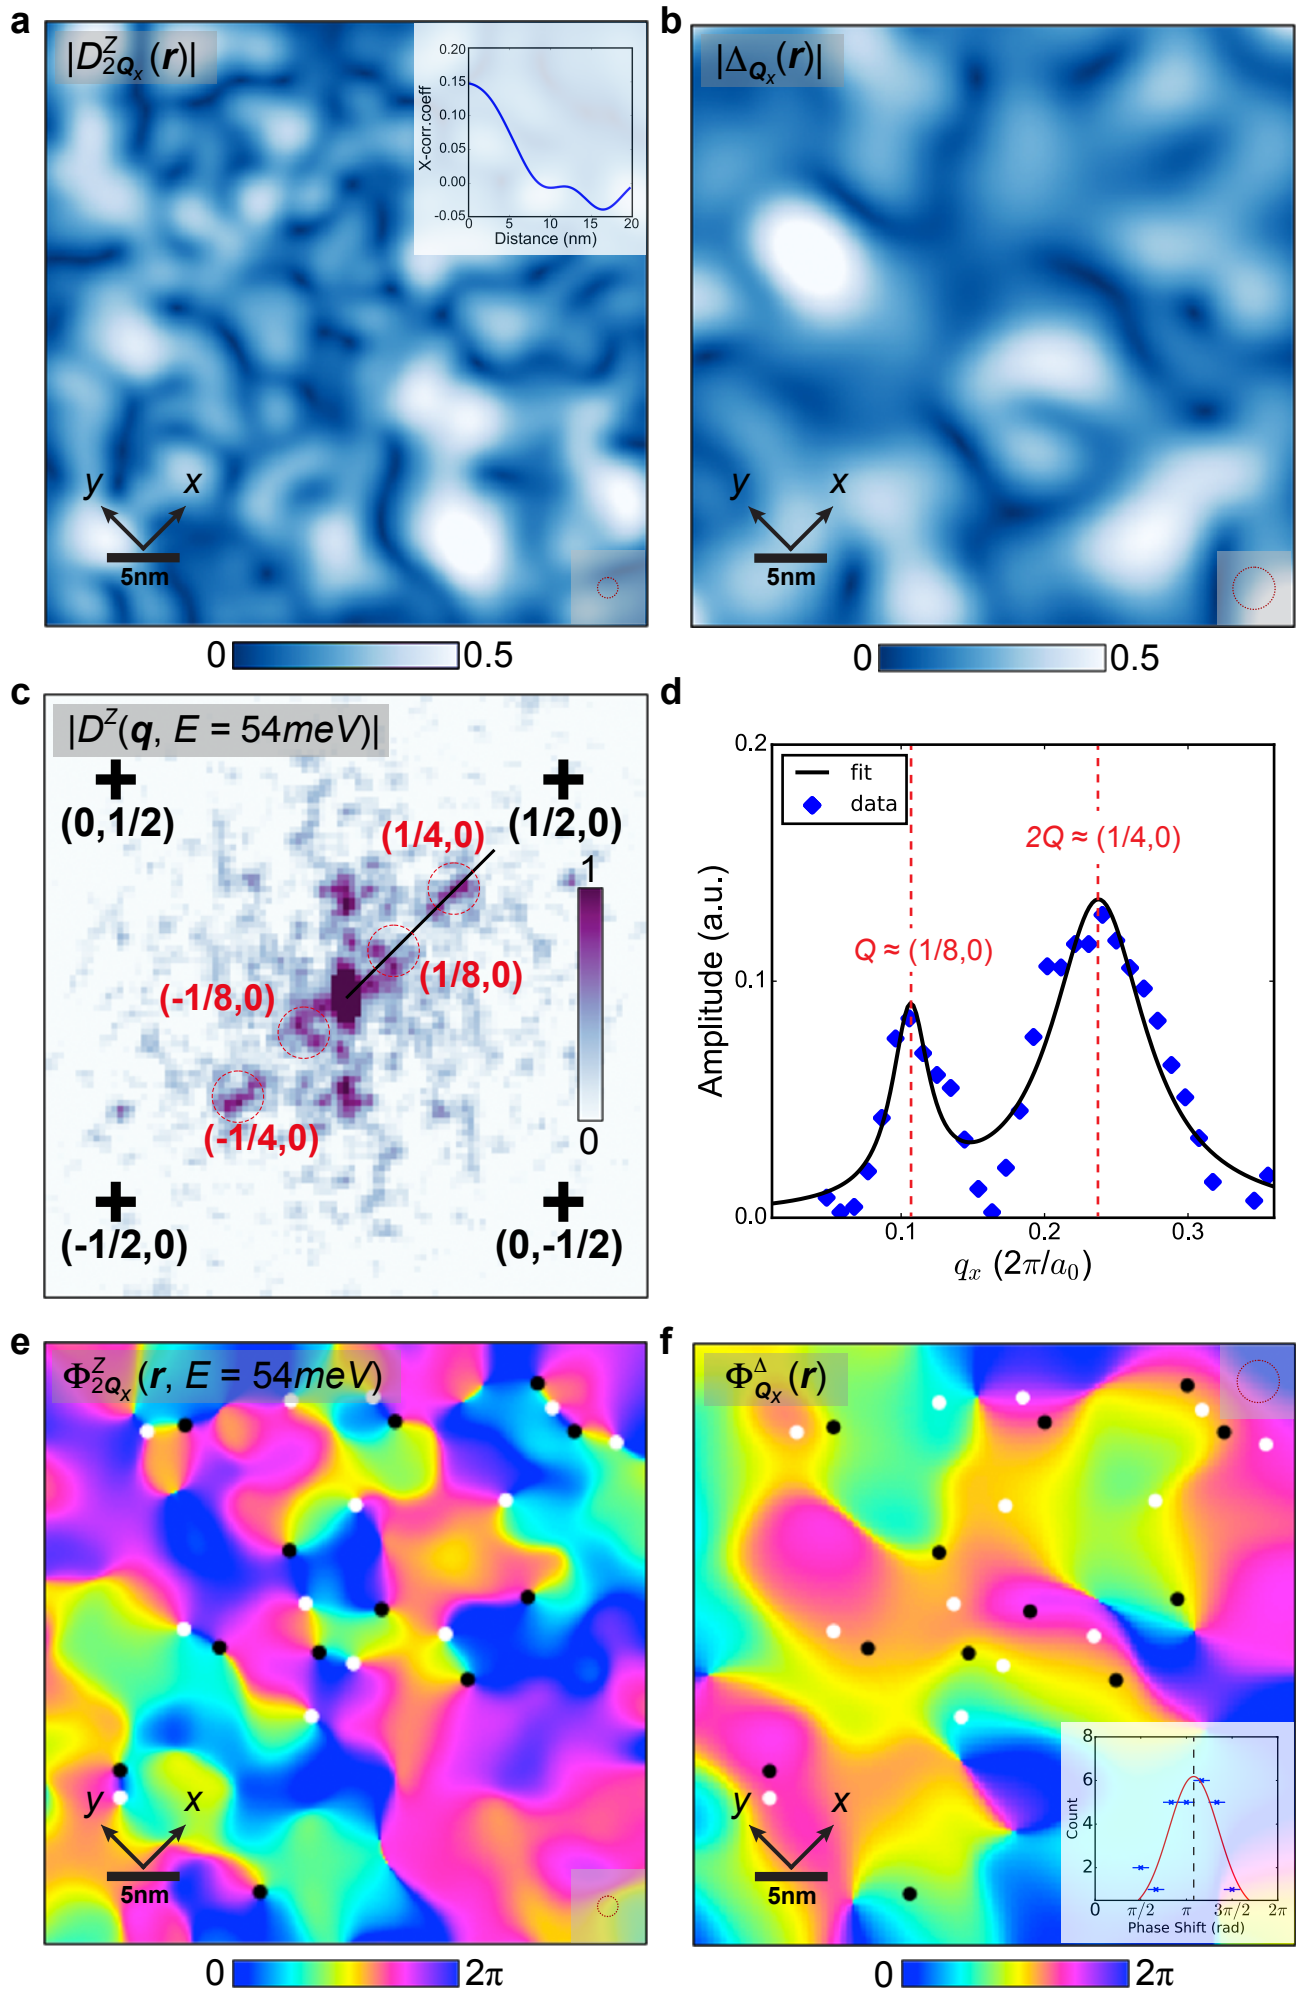 a
|D^Z_{2Q_x}(r)|
0.20
0.15
0.10
0.05
0.00
-0.05
X-corr.coeff
0 5 10 15 20
Distance (nm)
y x
5nm
0 0.5
b
|Δ_{Q_x}(r)|
y x
5nm
0 0.5
c
|D^Z(q, E = 54meV)|
(0,1/2)
(1/2,0)
(1/4,0)
(1/8,0)
(-1/8,0)
(-1/4,0)
(-1/2,0)
(0,-1/2)
1
0
d
0.2
0.1
0.0
Amplitude (a.u.)
fit
data
2Q ≈ (1/4,0)
Q ≈ (1/8,0)
0.1 0.2 0.3
q_x (2π/a_0)
e
Φ^Z_{2Q_x}(r, E = 54meV)
y x
5nm
0 2π
f
Φ^Δ_{Q_x}(r)
y x
5nm
8
6
4
2
Count
0 π/2 π 3π/2 2π
Phase Shift (rad)
0 2π